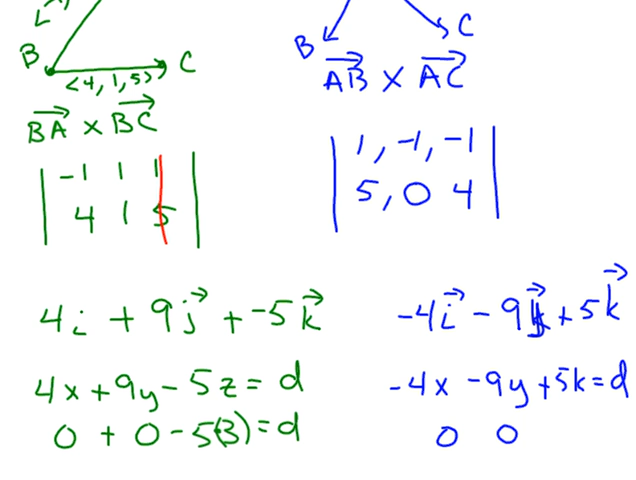 B
<4, 1, 5>
C
BA × BC
-1 1 1
4 1 5
4i + 9j + -5k
4x + 9y - 5z = d
0 + 0 - 5(3) = d
B
C
AB × AC
1, -1, -1
5, 0 4
-4i - 9j + 5k
-4x - 9y + 5k = d
0 0